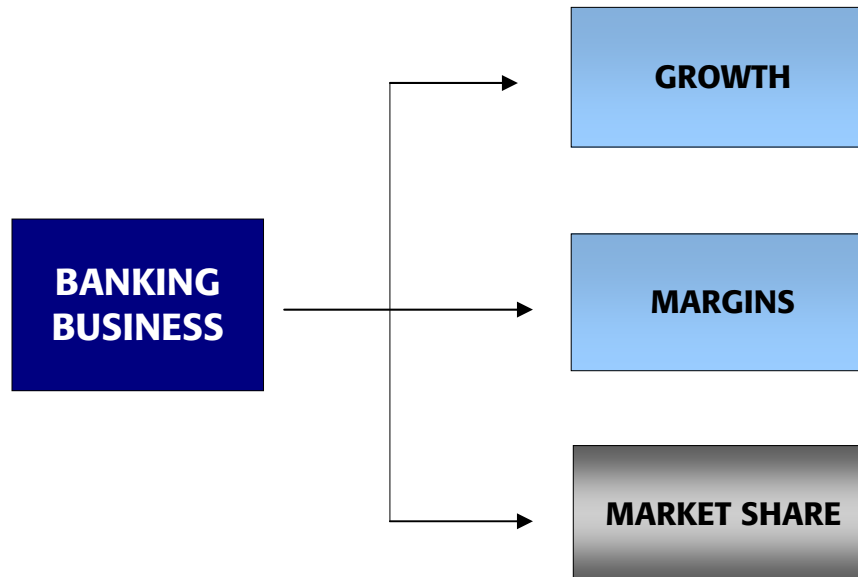 GROWTH
BANKING
BUSINESS
MARGINS
MARKET SHARE